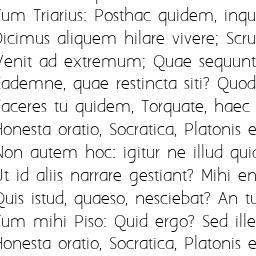 Tum Triarius: Posthac quidem, inqu
Dicimus aliquem hilare vivere; Scru
Venit ad extremum; Quae sequunt
Eademne, quae restincta siti? Quod
Faceres tu quidem, Torquate, haec
Honesta oratio, Socratica, Platonis e
Non autem hoc: igitur ne illud quid
Ut id aliis narrare gestiant? Mihi en
Quis istud, quaeso, nesciebat? An tu
Tum mihi Piso: Quid ergo? Sed ille
Honesta oratio, Socratica, Platonis e